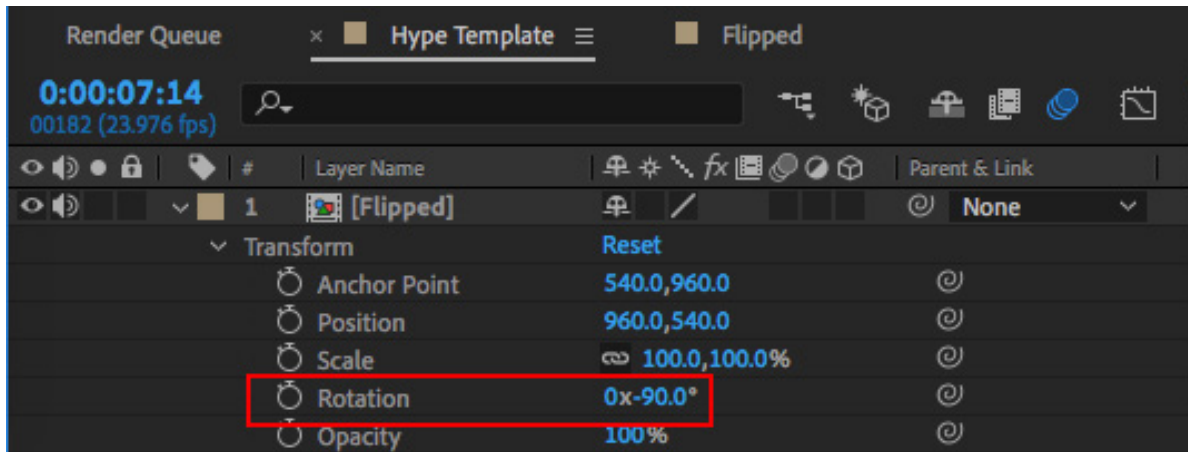 Render Queue × Hype Template ≡ Flipped
0:00:07:14
00182 (23.976 fps)
# Layer Name fx Parent & Link
1 [Flipped] None
Transform Reset
Anchor Point 540.0,960.0
Position 960.0,540.0
Scale 100.0,100.0%
Rotation 0x-90.0°
Opacity 100%